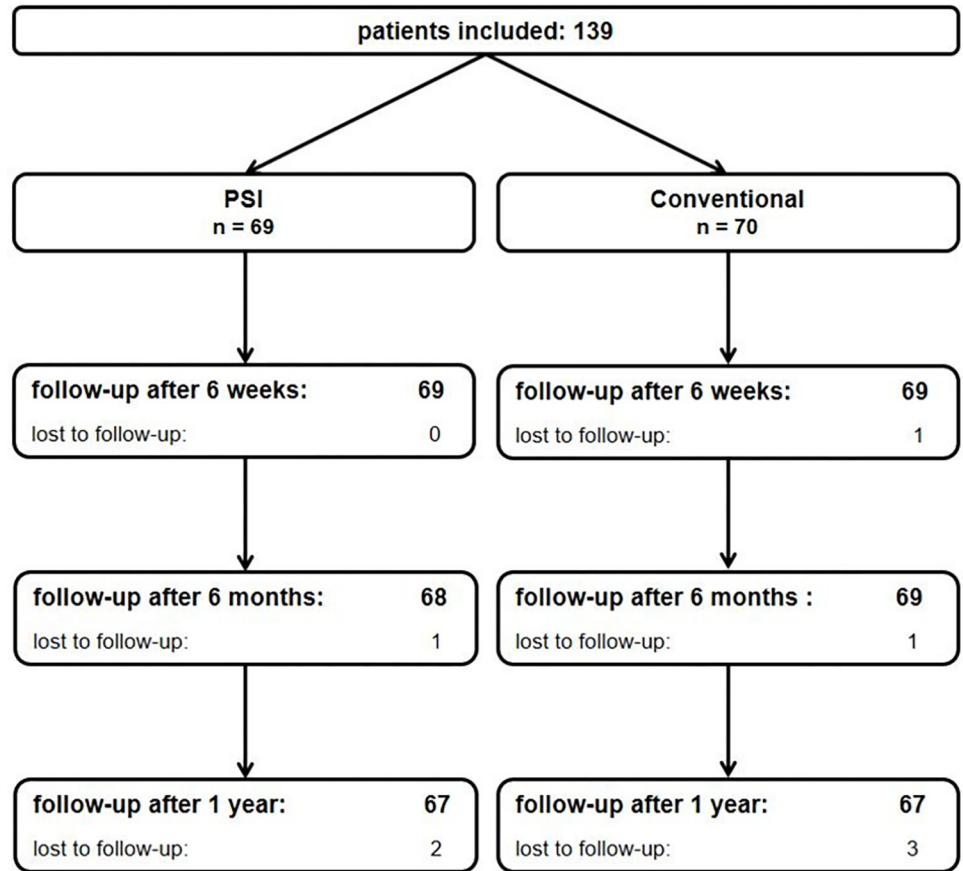 patients included: 139
PSI
n = 69
Conventional
n = 70
follow-up after 6 weeks: 69
lost to follow-up: 0
follow-up after 6 weeks: 69
lost to follow-up: 1
follow-up after 6 months: 68
lost to follow-up: 1
follow-up after 6 months : 69
lost to follow-up: 1
follow-up after 1 year: 67
lost to follow-up: 2
follow-up after 1 year: 67
lost to follow-up: 3